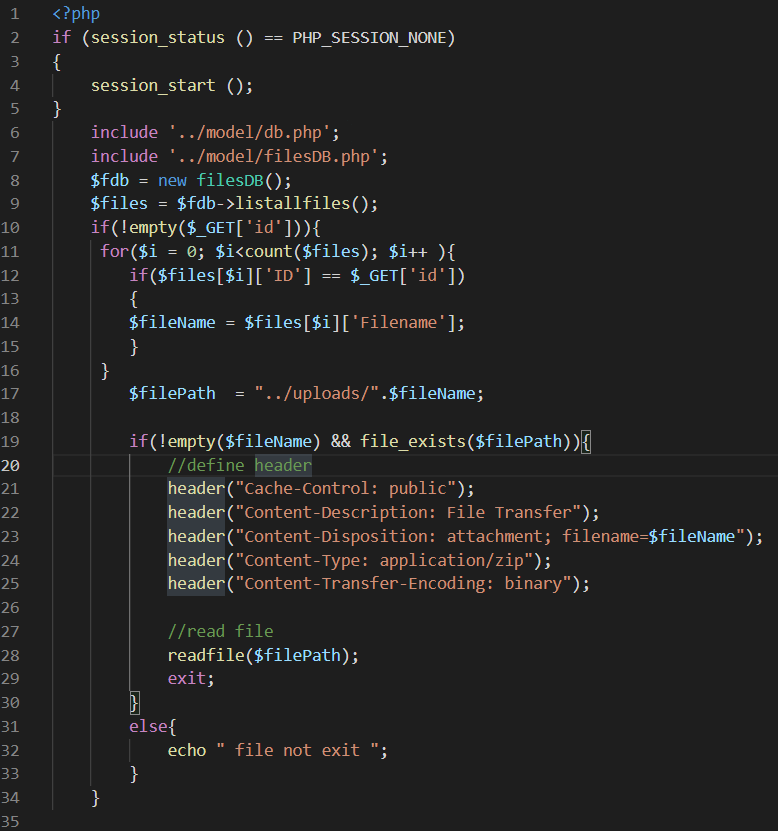 1 <?php
2 if (session_status () == PHP_SESSION_NONE)
3 {
4     session_start ();
5 }
6     include '../model/db.php';
7     include '../model/filesDB.php';
8     $fdb = new filesDB();
9     $files = $fdb->listallfiles();
10     if(!empty($_GET['id'])){
11      for($i = 0; $i<count($files); $i++ ){
12         if($files[$i]['ID'] == $_GET['id'])
13         {
14         $fileName = $files[$i]['Filename'];
15         }
16      }
17         $filePath  = "../uploads/".$fileName;
18
19         if(!empty($fileName) && file_exists($filePath)){
20             //define header
21             header("Cache-Control: public");
22             header("Content-Description: File Transfer");
23             header("Content-Disposition: attachment; filename=$fileName");
24             header("Content-Type: application/zip");
25             header("Content-Transfer-Encoding: binary");
26
27             //read file
28             readfile($filePath);
29             exit;
30         }
31         else{
32             echo " file not exit ";
33         }
34     }
35